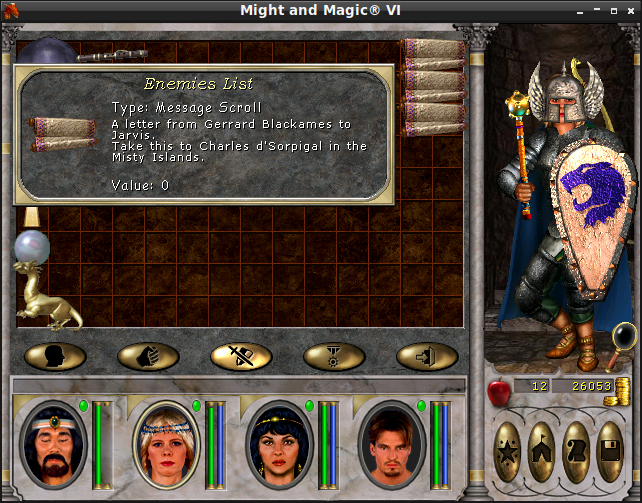 Might and Magic® VI
Enemies List
Type: Message Scroll
A letter from Gerrard Blackames to
Jarvis.
Take this to Charles d'Sorpigal in the
Misty Islands.
Value: 0
12 26053